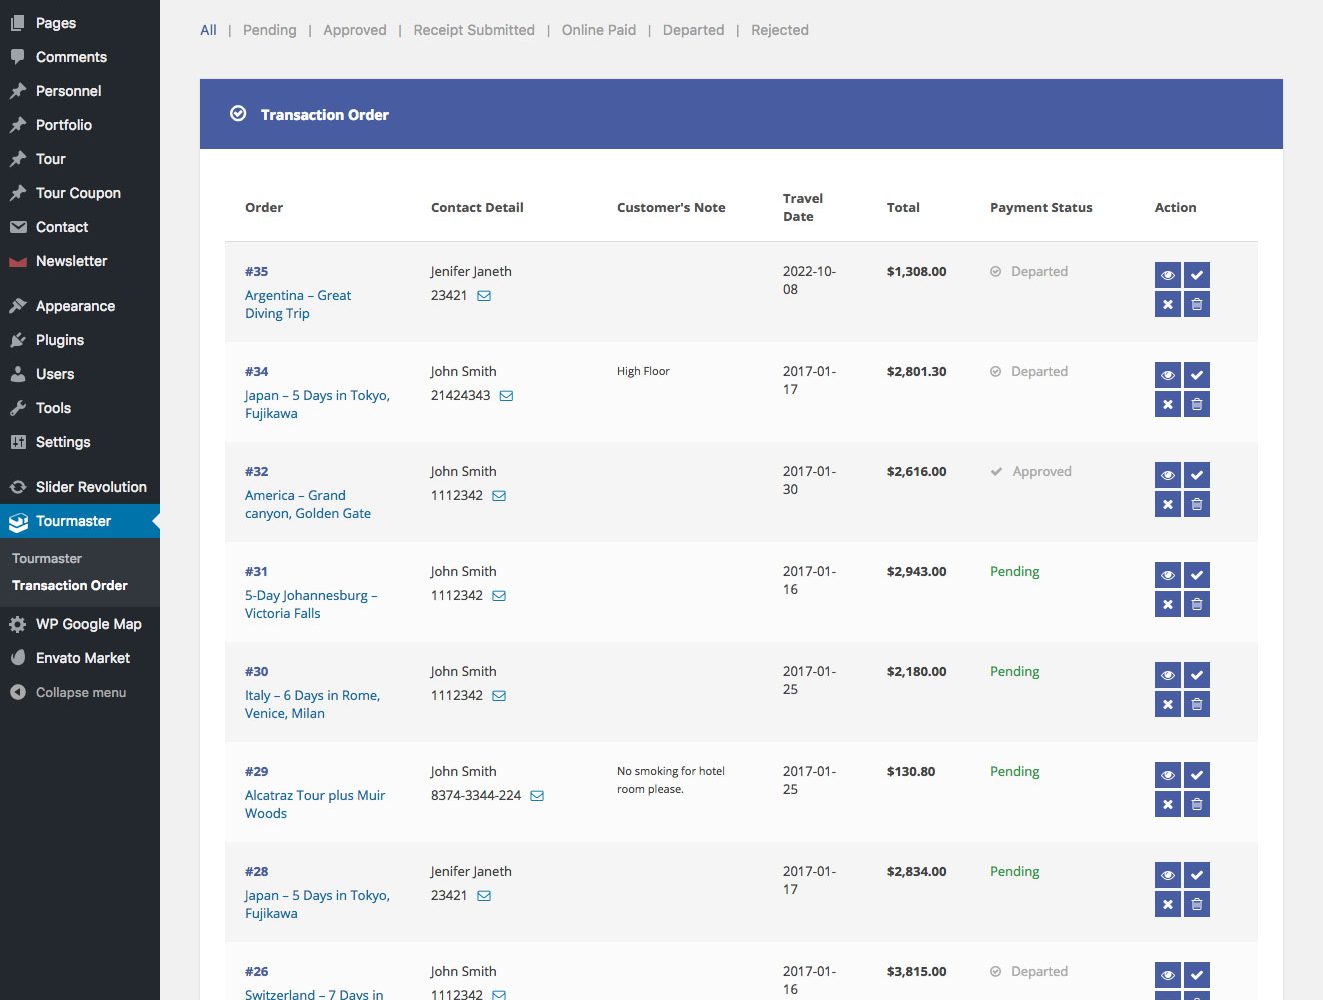 Pages
Comments
Personnel
Portfolio
Tour
Tour Coupon
Contact
Newsletter
Appearance
Plugins
Users
Tools
Settings
Slider Revolution
Tourmaster
Tourmaster
Transaction Order
WP Google Map
Envato Market
Collapse menu
All | Pending | Approved | Receipt Submitted | Online Paid | Departed | Rejected
Transaction Order
Order Contact Detail Customer's Note Travel Date Total Payment Status Action
#35 Jenifer Janeth 2022-10- $1,308.00 Departed
Argentina – Great 23421 08
Diving Trip
#34 John Smith High Floor 2017-01- $2,801.30 Departed
Japan – 5 Days in Tokyo, 21424343 17
Fujikawa
#32 John Smith 2017-01- $2,616.00 Approved
America – Grand 1112342 30
canyon, Golden Gate
#31 John Smith 2017-01- $2,943.00 Pending
5-Day Johannesburg – 1112342 16
Victoria Falls
#30 John Smith 2017-01- $2,180.00 Pending
Italy – 6 Days in Rome, 1112342 25
Venice, Milan
#29 John Smith No smoking for hotel 2017-01- $130.80 Pending
Alcatraz Tour plus Muir 8374-3344-224 room please. 25
Woods
#28 Jenifer Janeth 2017-01- $2,834.00 Pending
Japan – 5 Days in Tokyo, 23421 17
Fujikawa
#26 John Smith 2017-01- $3,815.00 Departed
Switzerland – 7 Days in 1112342 16